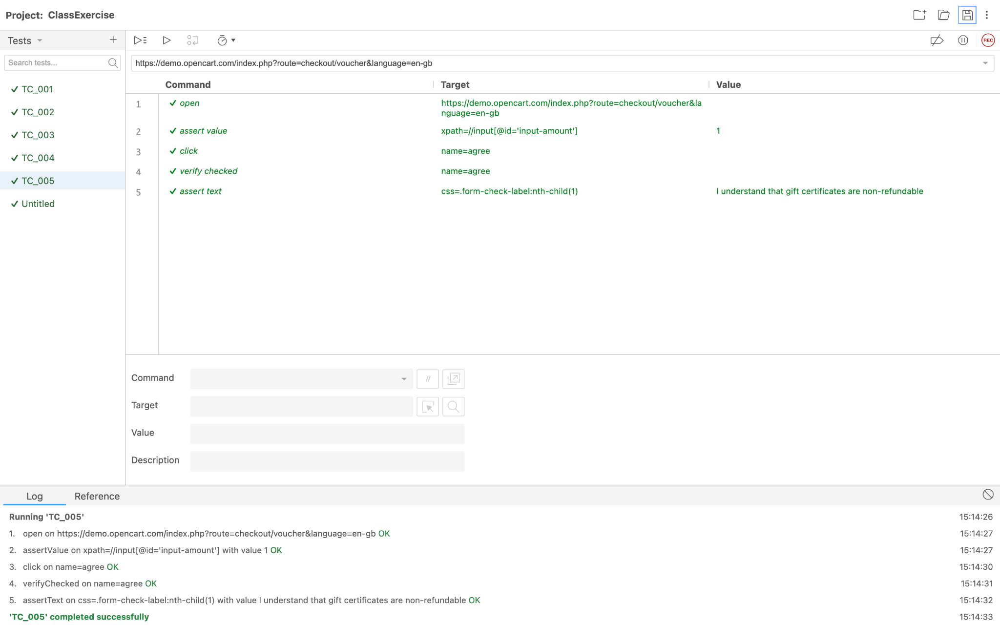 Project: ClassExercise
Tests
REC
Search tests...
https://demo.opencart.com/index.php?route=checkout/voucher&language=en-gb
TC_001
TC_002
TC_003
TC_004
TC_005
Untitled
Command Target Value
1 open https://demo.opencart.com/index.php?route=checkout/voucher&la
nguage=en-gb
2 assert value xpath=//input[@id='input-amount'] 1
3 click name=agree
4 verify checked name=agree
5 assert text css=.form-check-label:nth-child(1) I understand that gift certificates are non-refundable
Command //
Target
Value
Description
Log Reference
Running 'TC_005' 15:14:26
1. open on https://demo.opencart.com/index.php?route=checkout/voucher&language=en-gb OK 15:14:27
2. assertValue on xpath=//input[@id='input-amount'] with value 1 OK 15:14:27
3. click on name=agree OK 15:14:30
4. verifyChecked on name=agree OK 15:14:31
5. assertText on css=.form-check-label:nth-child(1) with value I understand that gift certificates are non-refundable OK 15:14:32
'TC_005' completed successfully 15:14:33